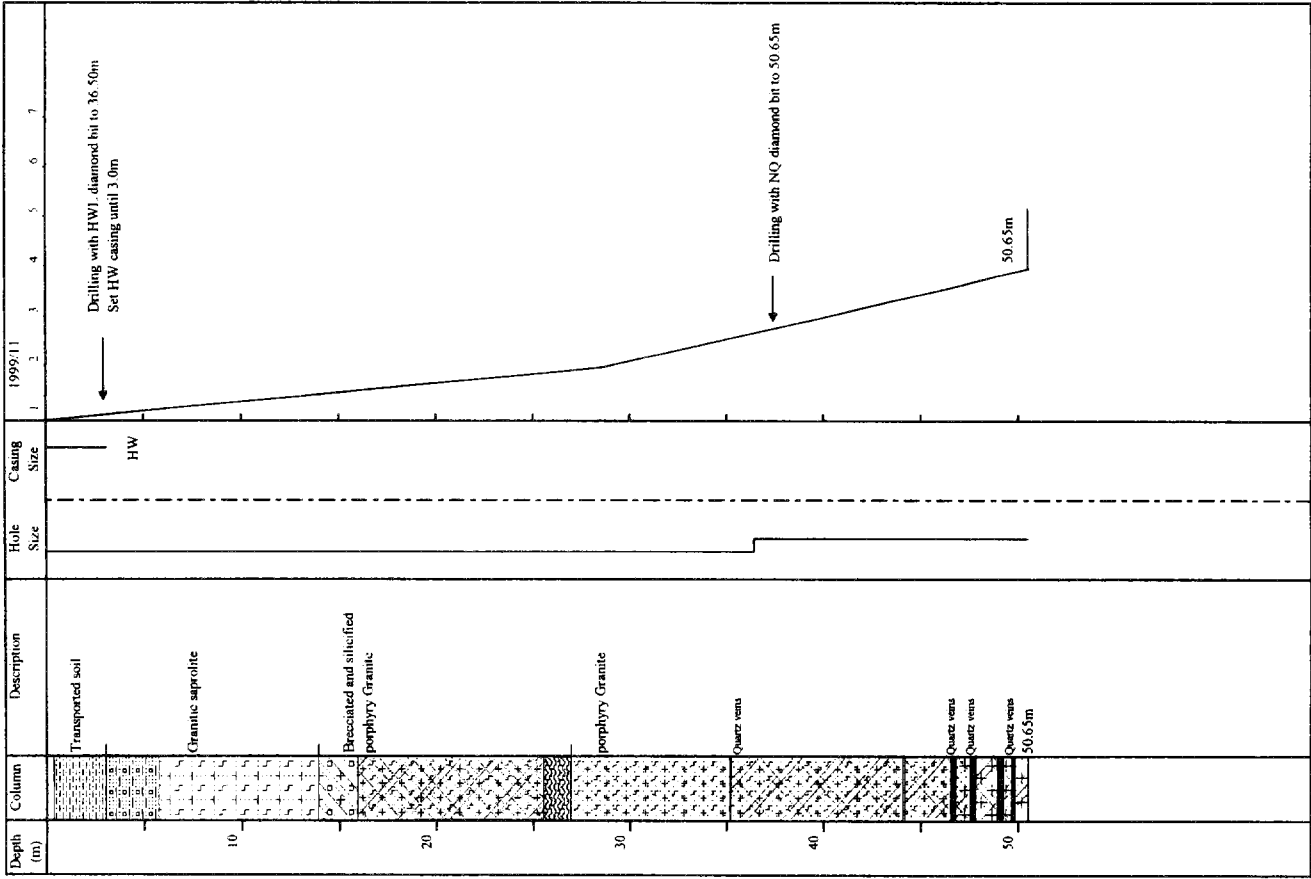 Depth
(m)
Column
Description
Hole
Size
Casing
Size
1999/11
1 2 3 4 5 6 7
10
20
30
40
50
Transported soil
Granitic saprolite
Brecciated and silicified
porphyry Granite
porphyry Granite
Quartz veins
Quartz veins
Quartz veins
Quartz veins
50.65m
HW
Drilling with HWL diamond bit to 36.50m
Set HW casing until 3.0m
Drilling with NQ diamond bit to 50.65m
50.65m